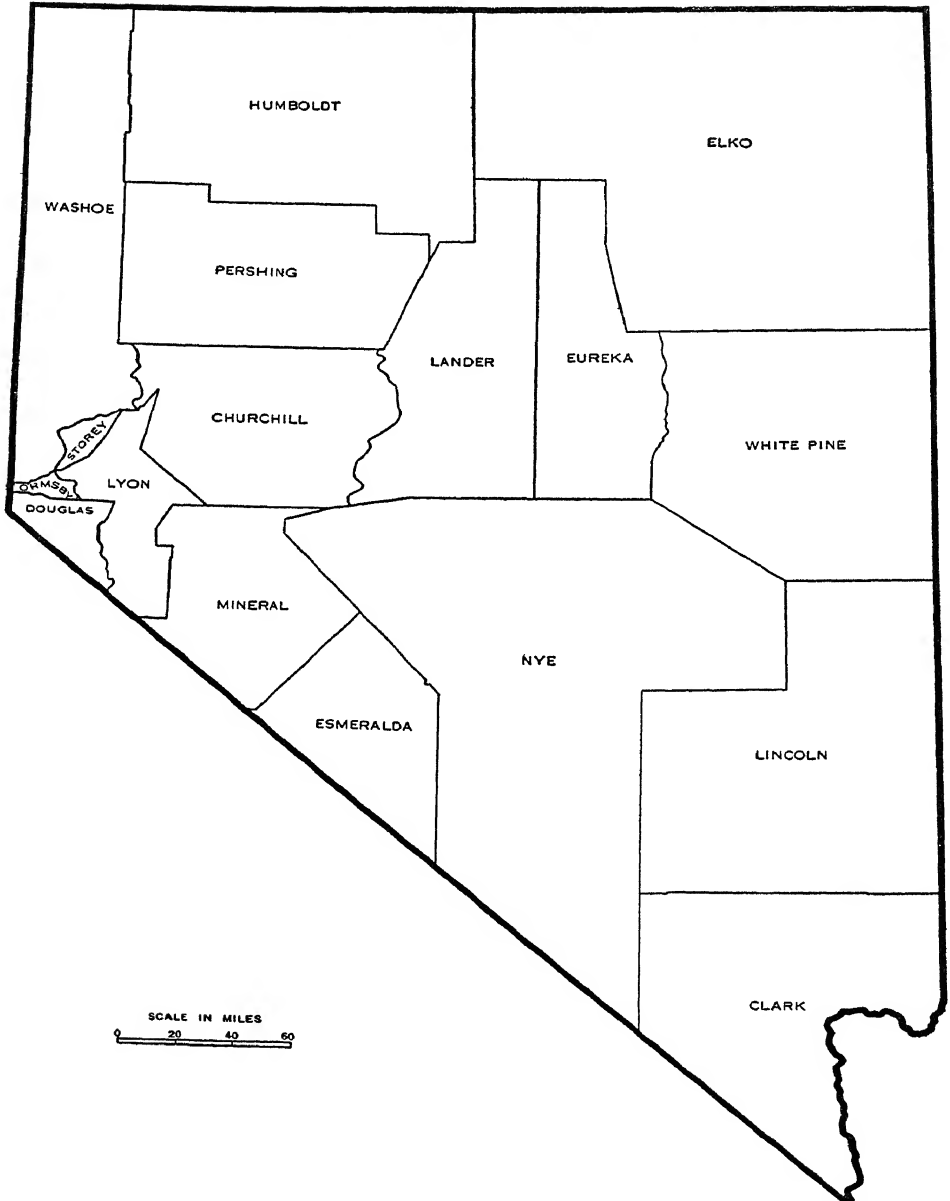 HUMBOLDT
ELKO
WASHOE
PERSHING
LANDER
EUREKA
CHURCHILL
STOREY
WHITE PINE
LYON
ORMSBY
DOUGLAS
MINERAL
NYE
ESMERALDA
LINCOLN
CLARK
SCALE IN MILES
0 20 40 60